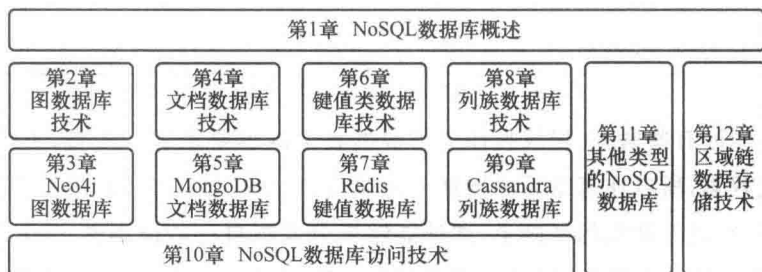 第1章 NoSQL数据库概述
第2章
图数据库
技术
第4章
文档数据库
技术
第6章
键值类数据
库技术
第8章
列族数据库
技术
第3章
Neo4j
图数据库
第5章
MongoDB
文档数据库
第7章
Redis
键值数据库
第9章
Cassandra
列族数据库
第10章 NoSQL数据库访问技术
第11章
其他类型
的NoSQL
数据库
第12章
区域链
数据存
储技术